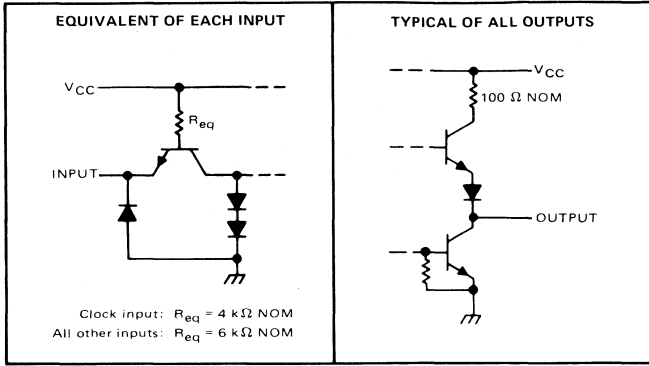 EQUIVALENT OF EACH INPUT
VCC
Req
INPUT
Clock input: Req = 4 kΩ NOM
All other inputs: Req = 6 kΩ NOM
TYPICAL OF ALL OUTPUTS
VCC
100 Ω NOM
OUTPUT